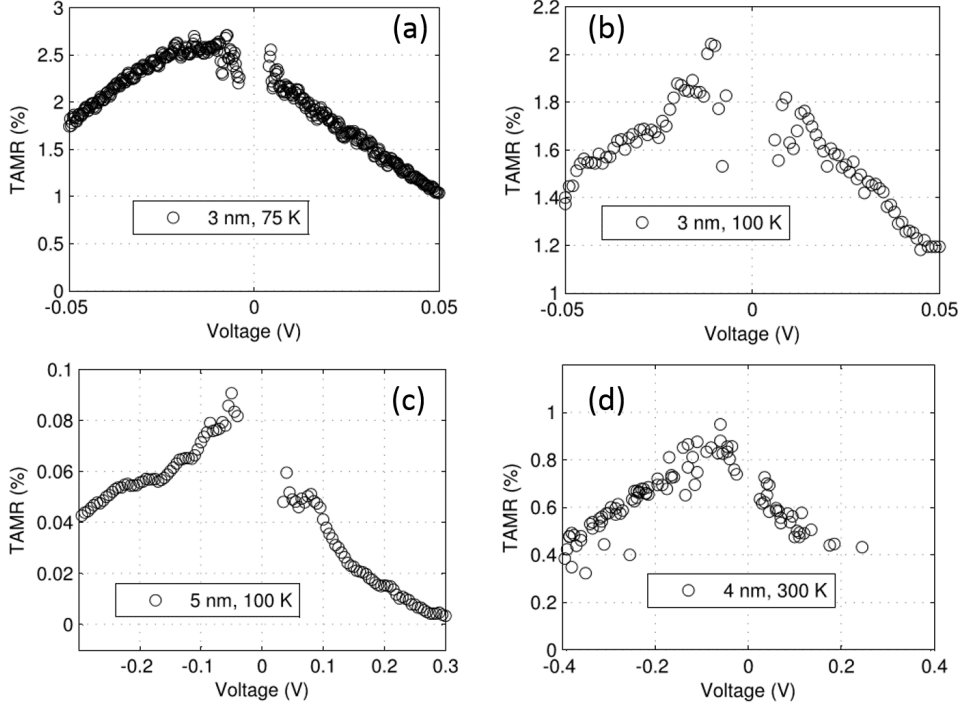 (a)
TAMR (%)
3
2.5
2
1.5
1
0.5
0
3 nm, 75 K
-0.05
0
0.05
Voltage (V)
(b)
TAMR (%)
2.2
2
1.8
1.6
1.4
1.2
1
3 nm, 100 K
-0.05
0
0.05
Voltage (V)
(c)
TAMR (%)
0.1
0.08
0.06
0.04
0.02
0
5 nm, 100 K
-0.2
-0.1
0
0.1
0.2
0.3
Voltage (V)
(d)
TAMR (%)
1
0.8
0.6
0.4
0.2
0
4 nm, 300 K
-0.4
-0.2
0
0.2
0.4
Voltage (V)